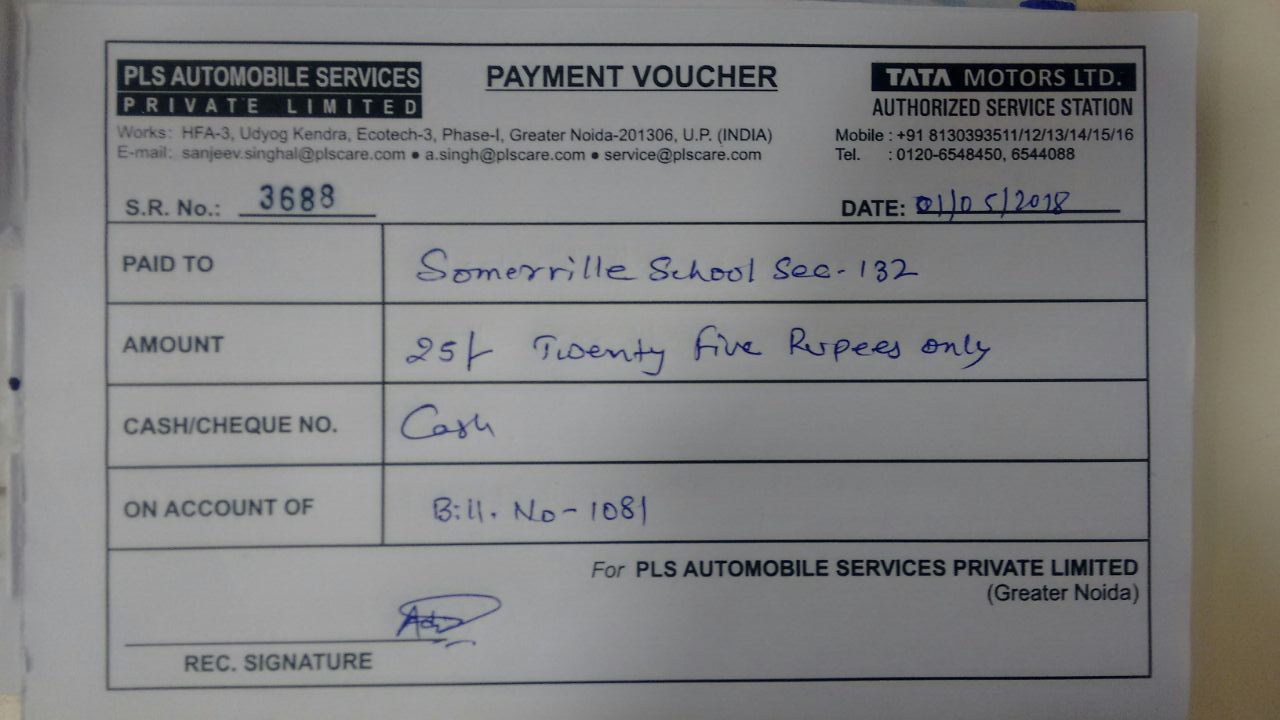 PLS AUTOMOBILE SERVICES
PRIVATE LIMITED
PAYMENT VOUCHER
TATA MOTORS LTD.
AUTHORIZED SERVICE STATION
Works: HFA-3, Udyog Kendra, Ecotech-3, Phase-I, Greater Noida-201306, U.P. (INDIA)
Mobile : +91 8130393511/12/13/14/15/16
E-mail: sanjeev.singhal@plscare.com • a.singh@plscare.com • service@plscare.com
Tel. : 0120-6548450, 6544088
S.R. No.: 3688
DATE: 01/05/2018
PAID TO Somerville School Sec-132
AMOUNT 25/- Twenty five Rupees only
CASH/CHEQUE NO. Cash
ON ACCOUNT OF Bill. No-1081
For PLS AUTOMOBILE SERVICES PRIVATE LIMITED
(Greater Noida)
REC. SIGNATURE